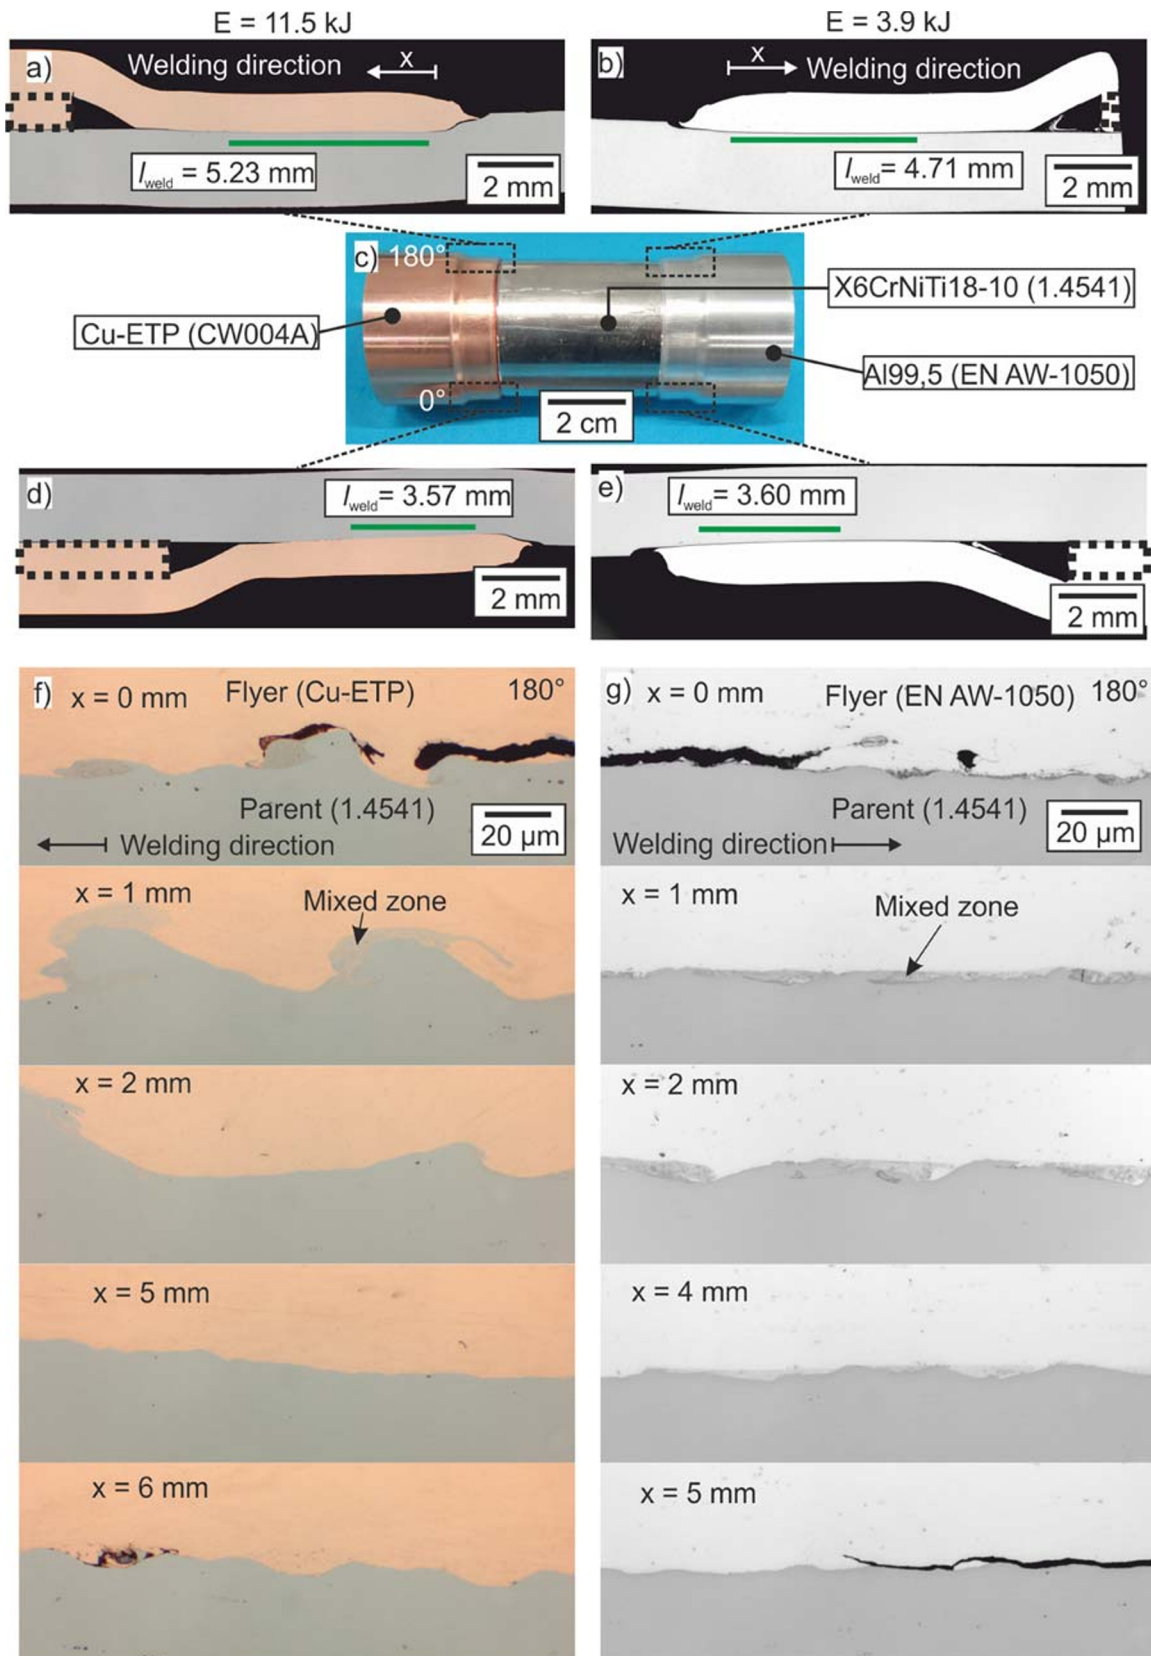 E = 11.5 kJ
E = 3.9 kJ
a)
Welding direction
x
lweld = 5.23 mm
2 mm
b)
x
Welding direction
lweld = 4.71 mm
2 mm
c)
180°
0°
Cu-ETP (CW004A)
X6CrNiTi18-10 (1.4541)
Al99,5 (EN AW-1050)
2 cm
d)
lweld = 3.57 mm
2 mm
e)
lweld = 3.60 mm
2 mm
f)
x = 0 mm
Flyer (Cu-ETP)
180°
Parent (1.4541)
Welding direction
20 µm
x = 1 mm
Mixed zone
x = 2 mm
x = 5 mm
x = 6 mm
g)
x = 0 mm
Flyer (EN AW-1050)
180°
Parent (1.4541)
Welding direction
20 µm
x = 1 mm
Mixed zone
x = 2 mm
x = 4 mm
x = 5 mm